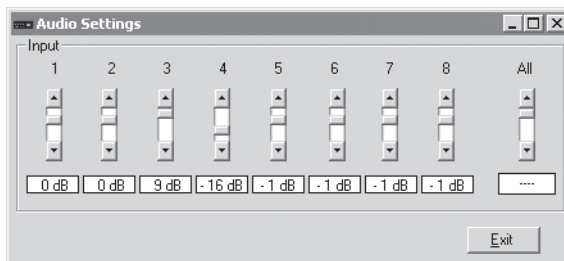 Audio Settings
Input
1 2 3 4 5 6 7 8 All
0 dB 0 dB 9 dB - 16 dB - 1 dB - 1 dB - 1 dB - 1 dB ----
Exit